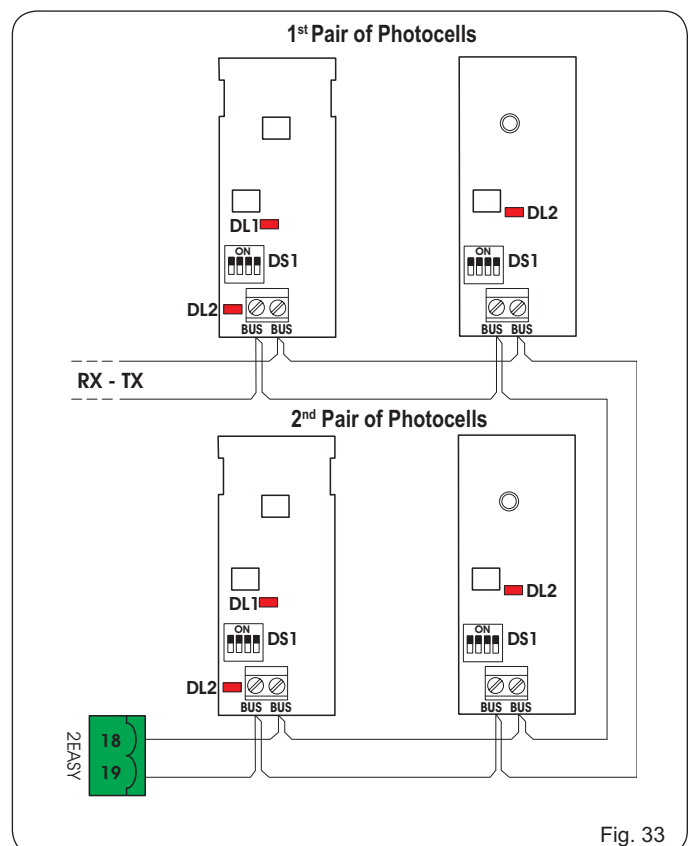 1st Pair of Photocells
DL1
DL2
ON
DS1
ON
DS1
DL2
BUS BUS
BUS BUS
RX - TX
2nd Pair of Photocells
DL1
DL2
ON
DS1
ON
DS1
DL2
BUS BUS
BUS BUS
2EASY
18
19
Fig. 33